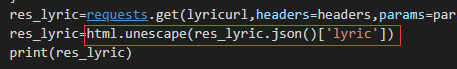 res_lyric=requests.get(lyricurl,headers=headers,params=par
res_lyric=html.unescape(res_lyric.json()['lyric'])
print(res_lyric)